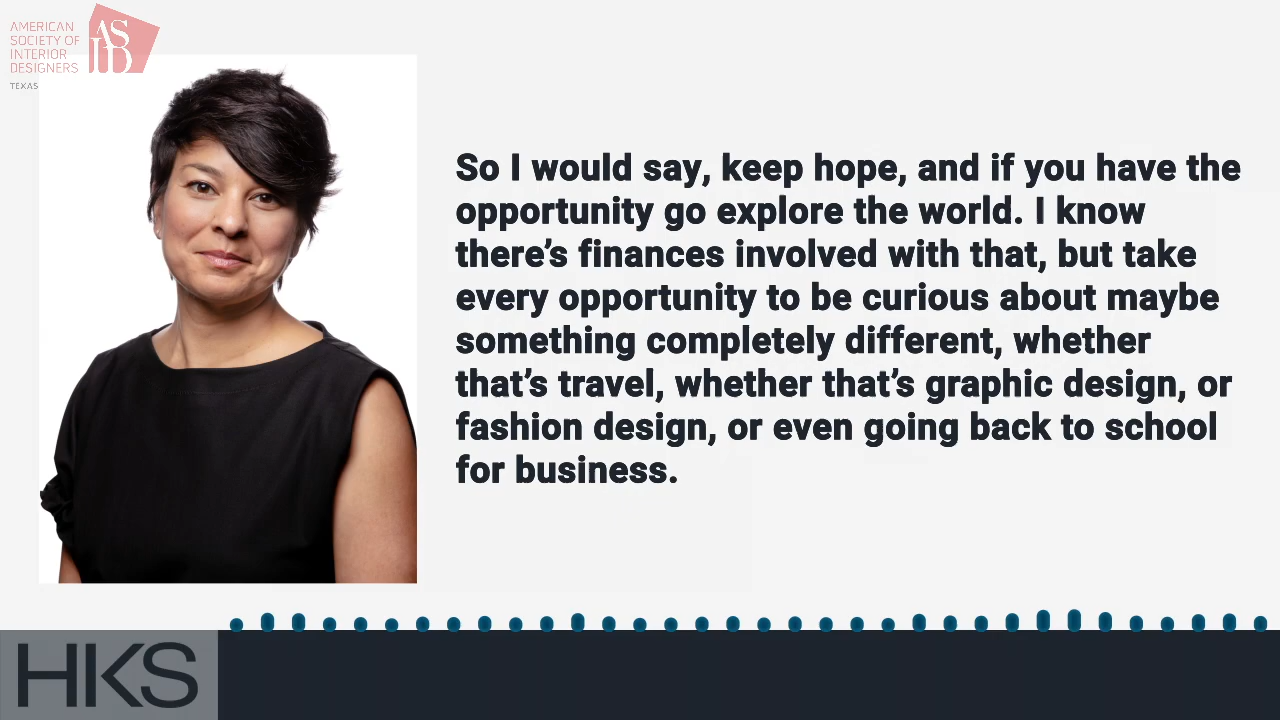 AMERICAN
SOCIETY OF
INTERIOR
DESIGNERS
ASID
TEXAS
So I would say, keep hope, and if you have the
opportunity go explore the world. I know
there’s finances involved with that, but take
every opportunity to be curious about maybe
something completely different, whether
that’s travel, whether that’s graphic design, or
fashion design, or even going back to school
for business.
HKS